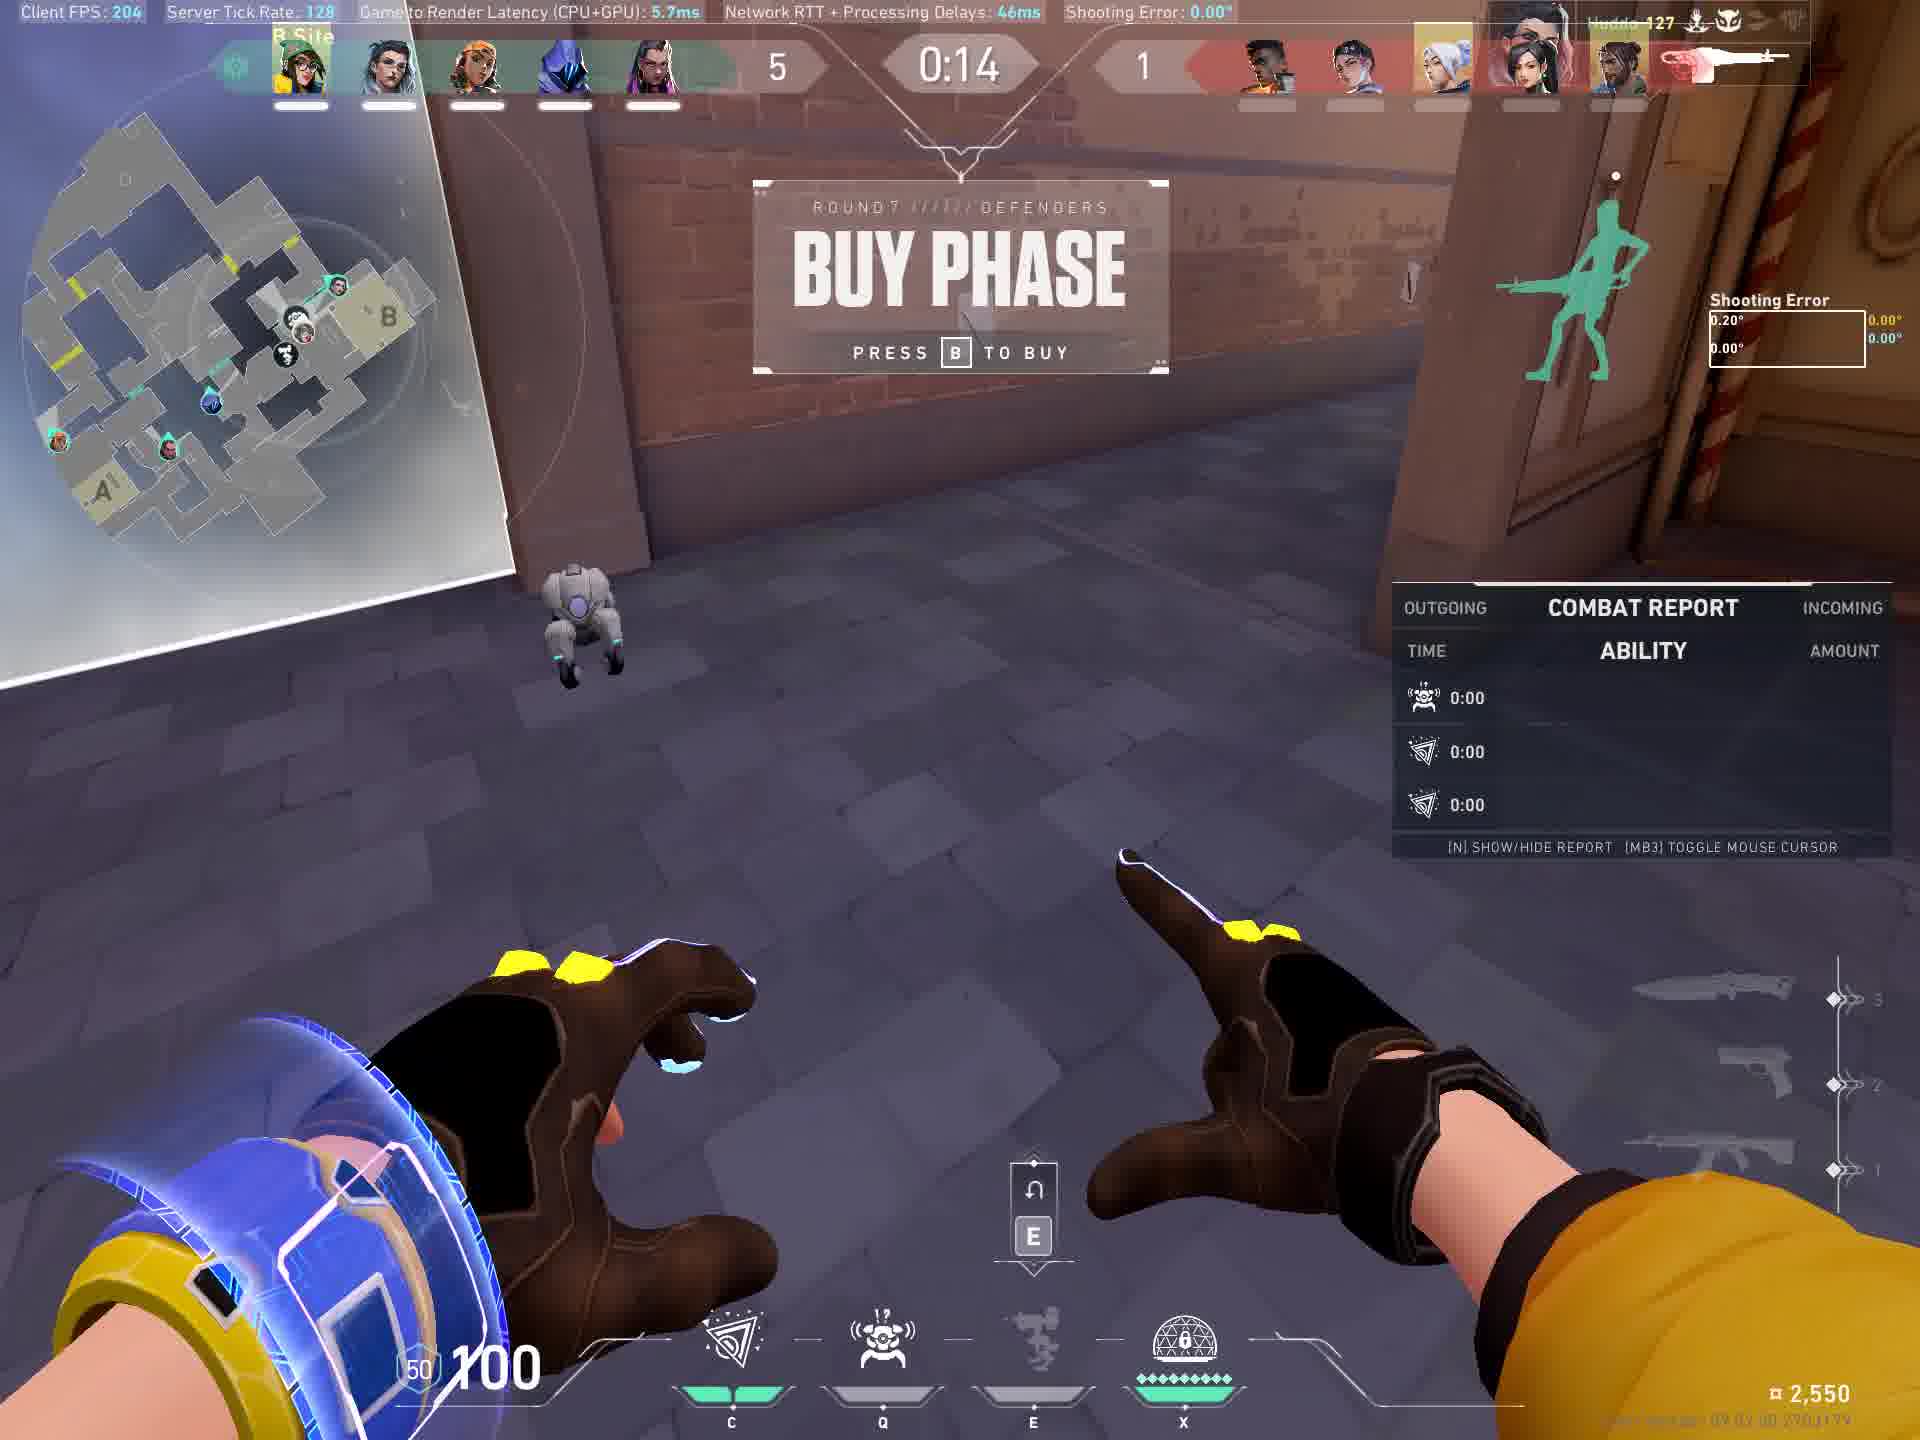 Client FPS: 204 Server Tick Rate: 128 Game to Render Latency (CPU+GPU): 5.7ms Network RTT + Processing Delays: 46ms Shooting Error: 0.00°
127
B Site
5
0:14
1
ROUND 7 ////// DEFENDERS
BUY PHASE
PRESS B TO BUY
B
A
Shooting Error
0.20°
0.00°
0.00°
0.00°
OUTGOING COMBAT REPORT INCOMING
TIME ABILITY AMOUNT
0:00
0:00
0:00
[N] SHOW/HIDE REPORT [MB3] TOGGLE MOUSE CURSOR
3
2
1
E
50 100
C Q E X
2,550